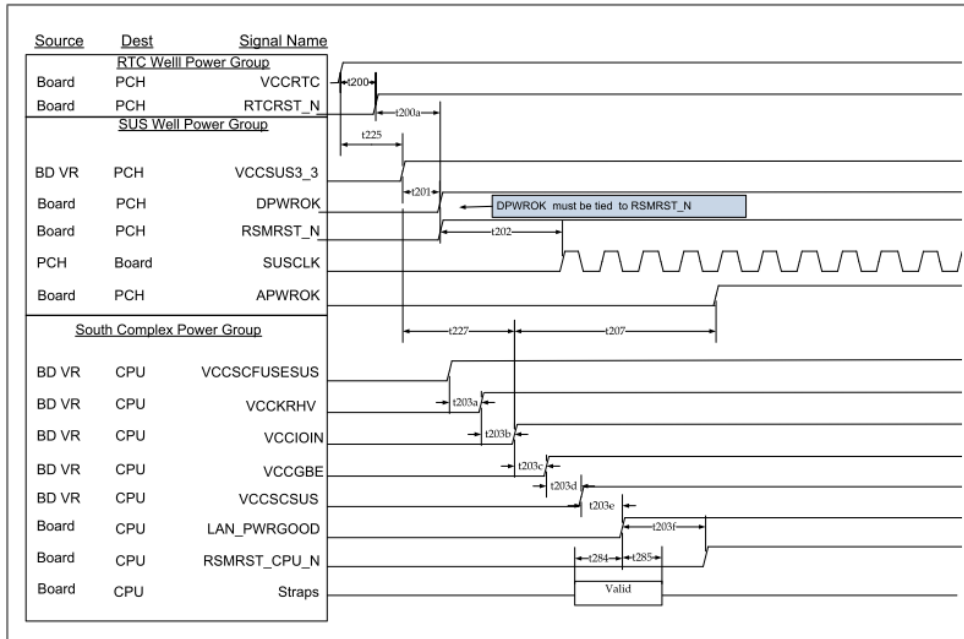 Source Dest Signal Name
RTC Welll Power Group
Board PCH VCCRTC t200
Board PCH RTCRST_N t200a
SUS Well Power Group
t225
BD VR PCH VCCSUS3_3
t201
Board PCH DPWROK DPWROK must be tied to RSMRST_N
Board PCH RSMRST_N t202
PCH Board SUSCLK
Board PCH APWROK
South Complex Power Group t227 t207
BD VR CPU VCCSCFUSESUS
BD VR CPU VCCKRHV t203a
BD VR CPU VCCIOIN t203b
BD VR CPU VCCGBE t203c
BD VR CPU VCCSCSUS t203d
t203e
Board CPU LAN_PWRGOOD t203f
Board CPU RSMRST_CPU_N t284 t285
Board CPU Straps Valid